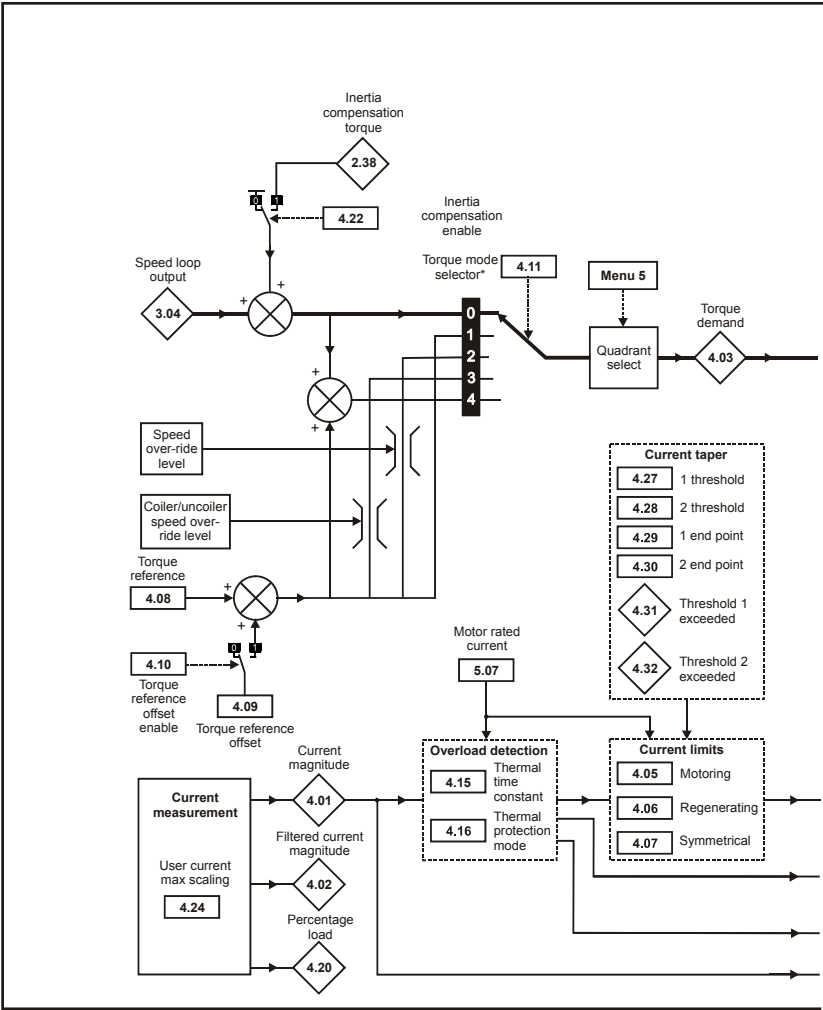 Inertia
compensation
torque
2.38
0 1
4.22
Inertia
compensation
enable
Speed loop
output
3.04
+
+
Torque mode
selector*
4.11
Menu 5
Quadrant
select
Torque
demand
4.03
0
1
2
3
4
+
+
Speed
over-ride
level
Coiler/uncoiler
speed over-
ride level
Torque
reference
4.08
+
+
0 1
4.10
Torque
reference
offset
enable
4.09
Torque reference
offset
Current taper
4.27 1 threshold
4.28 2 threshold
4.29 1 end point
4.30 2 end point
4.31 Threshold 1
exceeded
4.32 Threshold 2
exceeded
Motor rated
current
5.07
Current
measurement
User current
max scaling
4.24
Current
magnitude
4.01
Filtered current
magnitude
4.02
Percentage
load
4.20
Overload detection
4.15 Thermal
time
constant
4.16 Thermal
protection
mode
Current limits
4.05 Motoring
4.06 Regenerating
4.07 Symmetrical